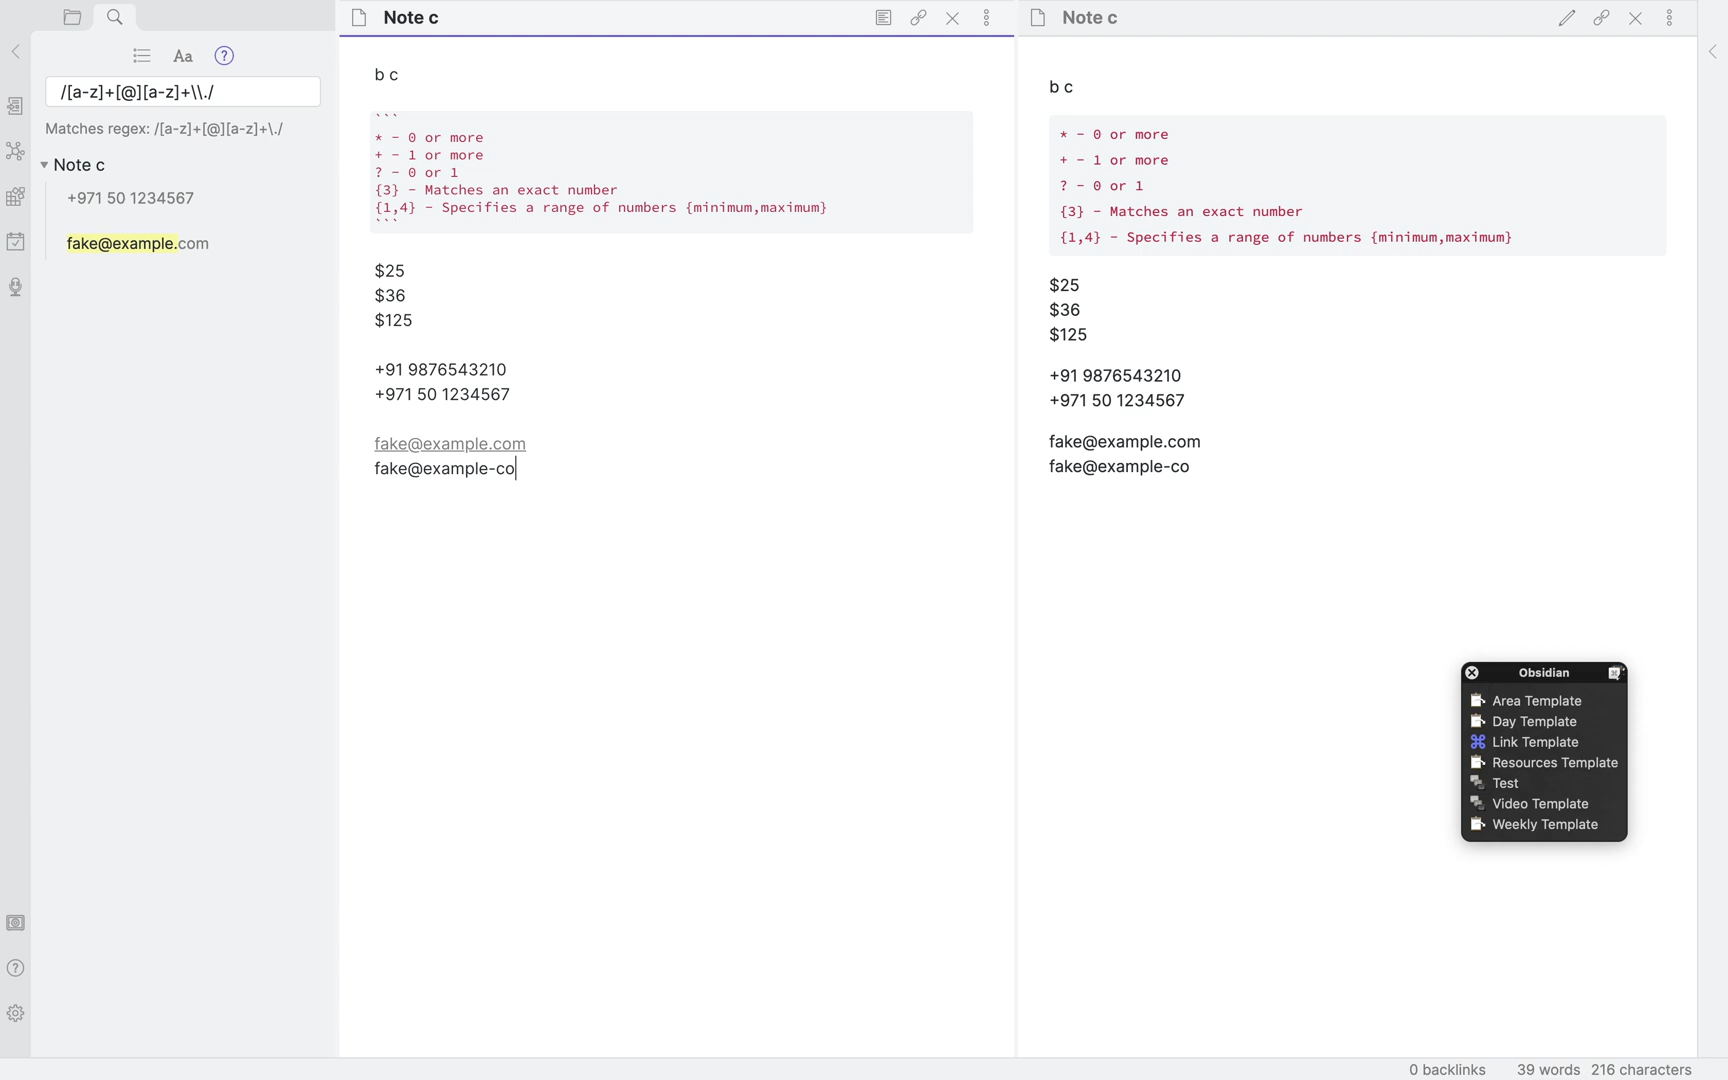 Note c
Note c
Aa
/[a-z]+[@][a-z]+\\./
Matches regex: /[a-z]+[@][a-z]+\./
Note c
+971 50 1234567
fake@example.com
b c
```
* - 0 or more
+ - 1 or more
? - 0 or 1
{3} - Matches an exact number
{1,4} - Specifies a range of numbers {minimum,maximum}
```
$25
$36
$125
+91 9876543210
+971 50 1234567
fake@example.com
fake@example-co
b c
* - 0 or more
+ - 1 or more
? - 0 or 1
{3} - Matches an exact number
{1,4} - Specifies a range of numbers {minimum,maximum}
$25
$36
$125
+91 9876543210
+971 50 1234567
fake@example.com
fake@example-co
Obsidian
Area Template
Day Template
Link Template
Resources Template
Test
Video Template
Weekly Template
0 backlinks 39 words 216 characters